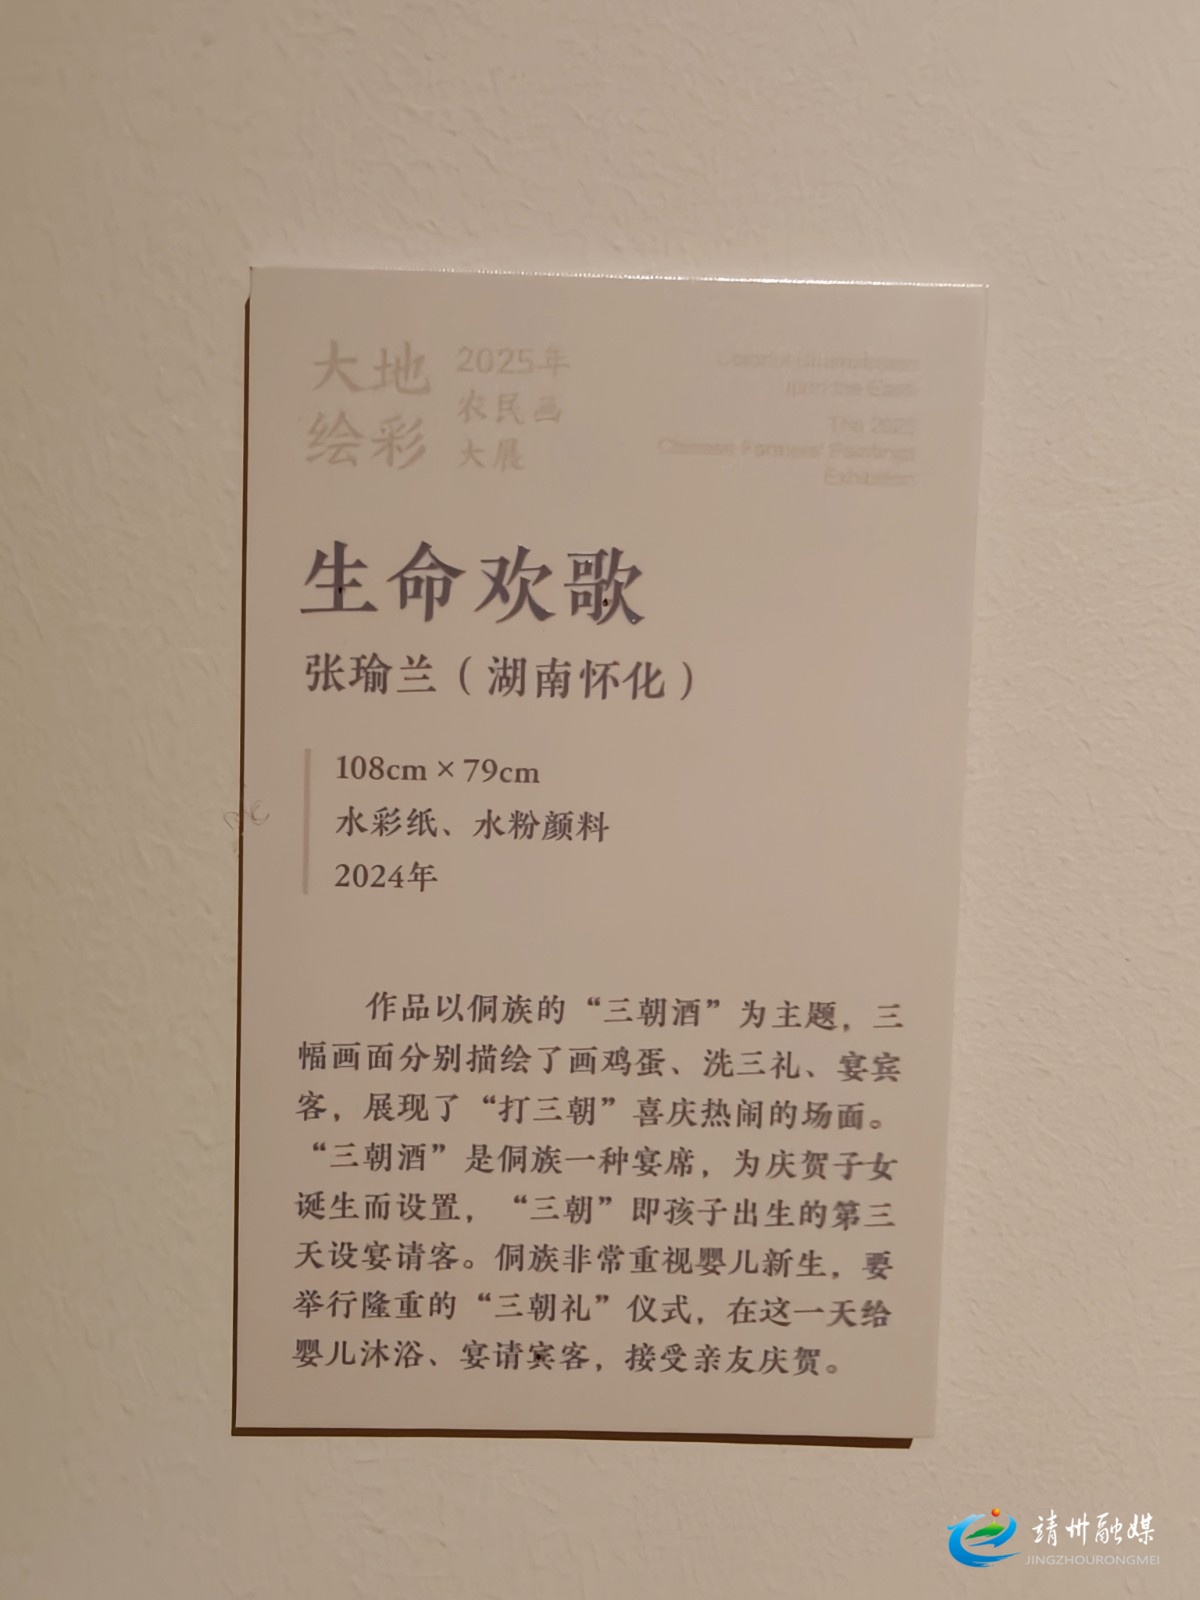 大地
绘彩
2025年
农民画
大展
The 2025
Chinese Farmers' Paintings
Exhibition
生命欢歌
张瑜兰（湖南怀化）
108cm × 79cm
水彩纸、水粉颜料
2024年
作品以侗族的“三朝酒”为主题，三
幅画面分别描绘了画鸡蛋、洗三礼、宴宾
客，展现了“打三朝”喜庆热闹的场面。
“三朝酒”是侗族一种宴席，为庆贺子女
诞生而设置，“三朝”即孩子出生的第三
天设宴请客。侗族非常重视婴儿新生，要
举行隆重的“三朝礼”仪式，在这一天给
婴儿沐浴、宴请宾客，接受亲友庆贺。
靖州融媒
JINGZHOURONGMEI